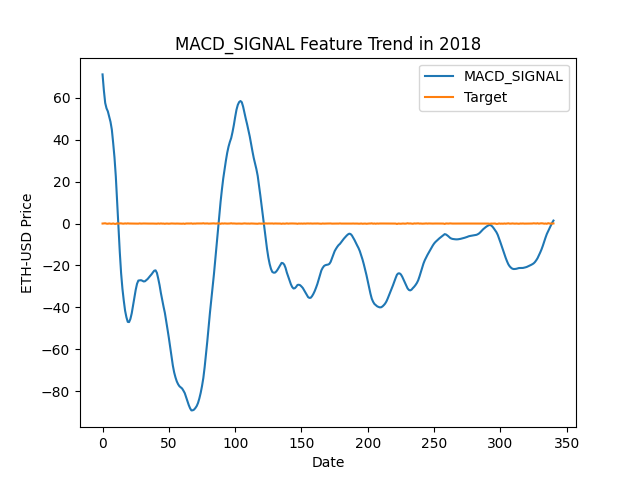 MACD_SIGNAL Feature Trend in 2018
MACD_SIGNAL
Target
60
40
20
0
−20
−40
−60
−80
ETH-USD Price
0 50 100 150 200 250 300 350
Date